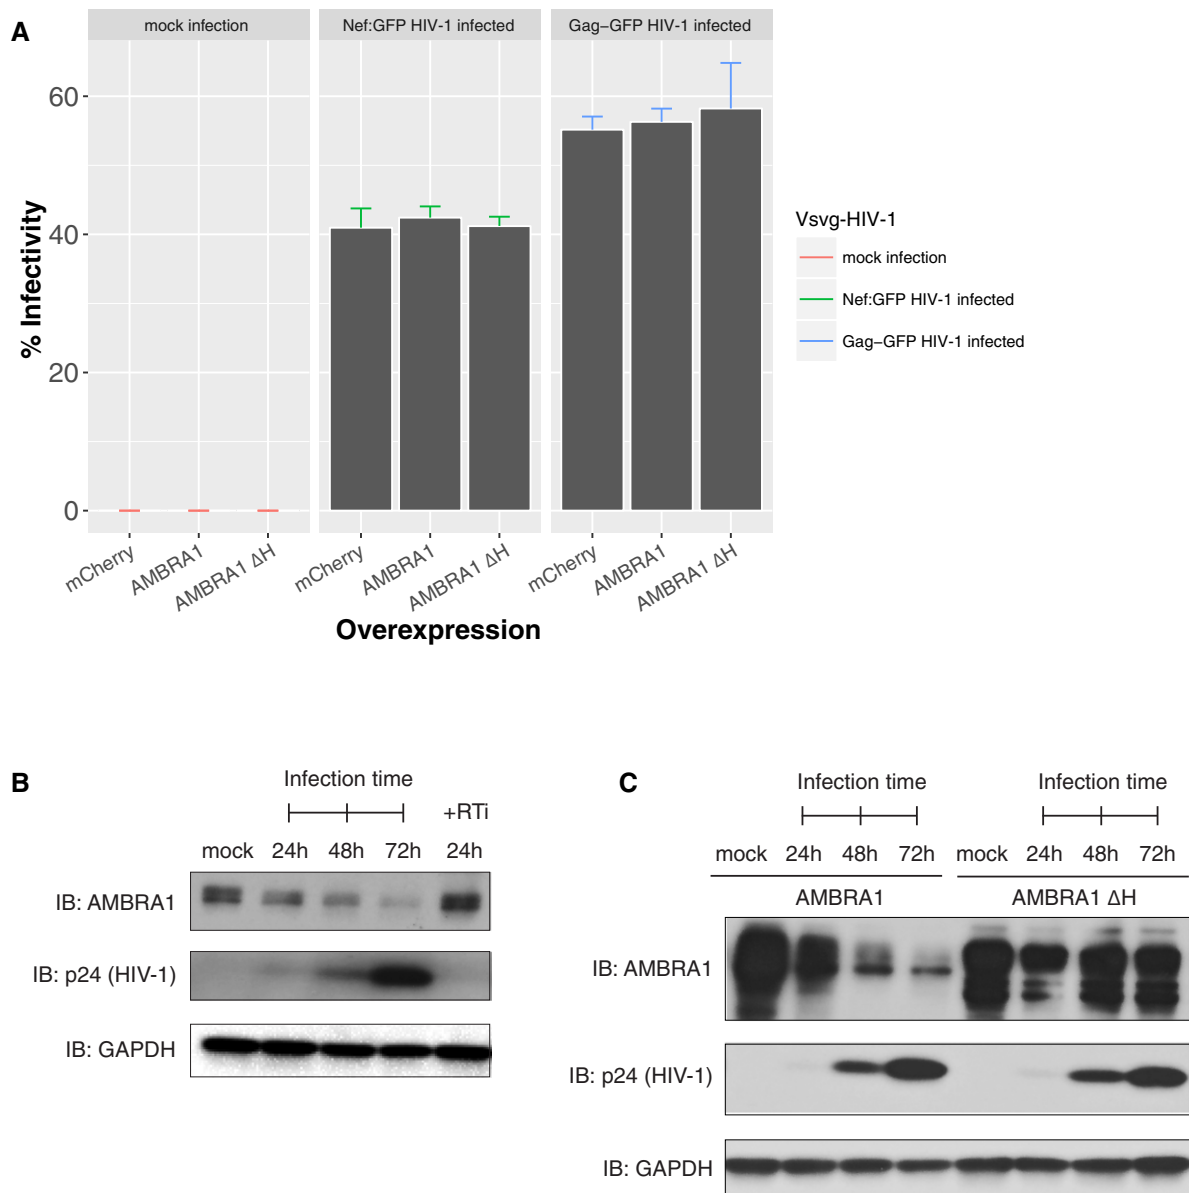 A
mock infection
Nef:GFP HIV-1 infected
Gag–GFP HIV-1 infected
60
40
20
0
% Infectivity
mCherry
AMBRA1
AMBRA1 ΔH
mCherry
AMBRA1
AMBRA1 ΔH
mCherry
AMBRA1
AMBRA1 ΔH
Overexpression
Vsvg-HIV-1
mock infection
Nef:GFP HIV-1 infected
Gag–GFP HIV-1 infected
B
Infection time
+RTi
mock 24h 48h 72h 24h
IB: AMBRA1
IB: p24 (HIV-1)
IB: GAPDH
C
Infection time
Infection time
mock 24h 48h 72h mock 24h 48h 72h
AMBRA1
AMBRA1 ΔH
IB: AMBRA1
IB: p24 (HIV-1)
IB: GAPDH